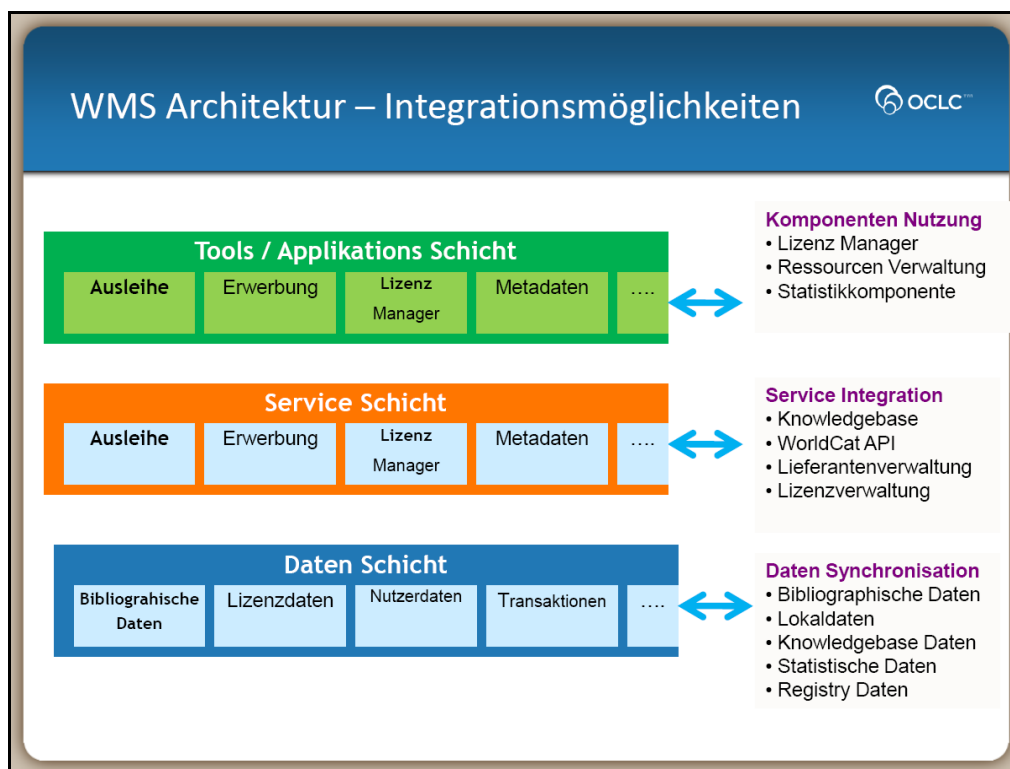 WMS Architektur – Integrationsmöglichkeiten
OCLC™
Tools / Applikations Schicht
Ausleihe
Erwerbung
Lizenz
Manager
Metadaten
....
Komponenten Nutzung
• Lizenz Manager
• Ressourcen Verwaltung
• Statistikkomponente
Service Schicht
Ausleihe
Erwerbung
Lizenz
Manager
Metadaten
....
Service Integration
• Knowledgebase
• WorldCat API
• Lieferantenverwaltung
• Lizenzverwaltung
Daten Schicht
Bibliograhische
Daten
Lizenzdaten
Nutzerdaten
Transaktionen
....
Daten Synchronisation
• Bibliographische Daten
• Lokaldaten
• Knowledgebase Daten
• Statistische Daten
• Registry Daten